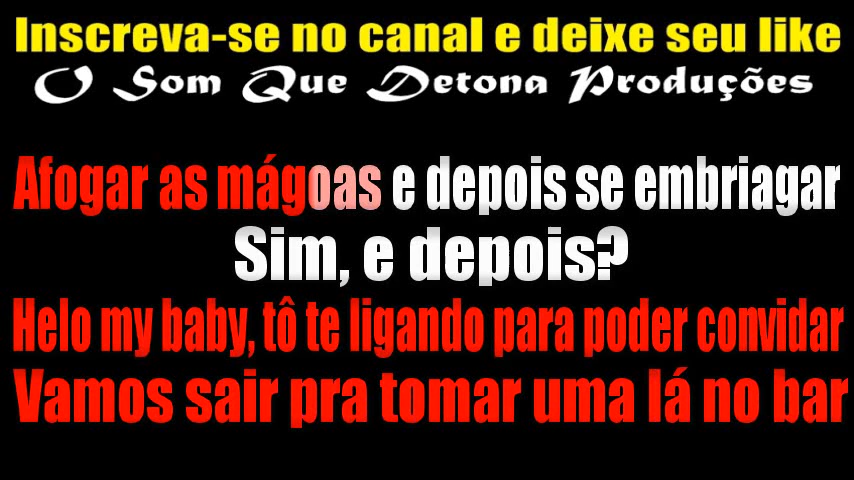 Inscreva-se no canal e deixe seu like
O Som Que Detona Produções
Afogar as mágoas e depois se embriagar
Sim, e depois?
Helo my baby, tô te ligando para poder convidar
Vamos sair pra tomar uma lá no bar